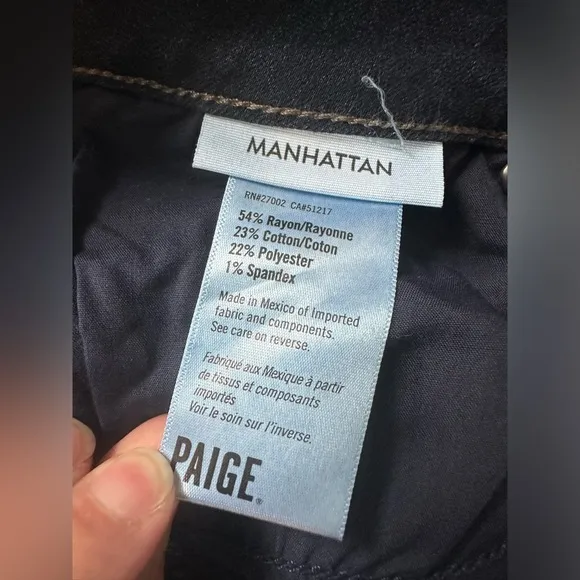 MANHATTAN
RN#27002 CA#51217
54% Rayon/Rayonne
23% Cotton/Coton
22% Polyester
1% Spandex
Made in Mexico of Imported
fabric and components.
See care on reverse.
Fabriqué aux Mexique à partir
de tissus et composants
importés
Voir le soin sur l'inverse.
PAIGE®